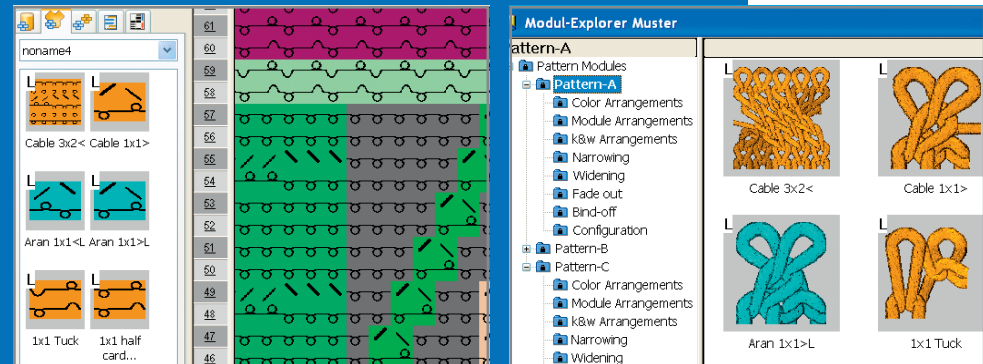 noname4
L
L
Cable 3x2< Cable 1x1>
L
L
Aran 1x1<L Aran 1x1>L
L
L
1x1 Tuck 1x1 half
card...
61
60
59
58
57
56
55
54
53
52
51
50
49
48
47
46
Modul-Explorer Muster
attern-A
Pattern Modules
Pattern-A
Color Arrangements
Module Arrangements
k&w Arrangements
Narrowing
Widening
Fade out
Bind-off
Configuration
Pattern-B
Pattern-C
Color Arrangements
Module Arrangements
k&w Arrangements
Narrowing
Widening
L
L
Cable 3x2< Cable 1x1>
L
L
Aran 1x1>L 1x1 Tuck